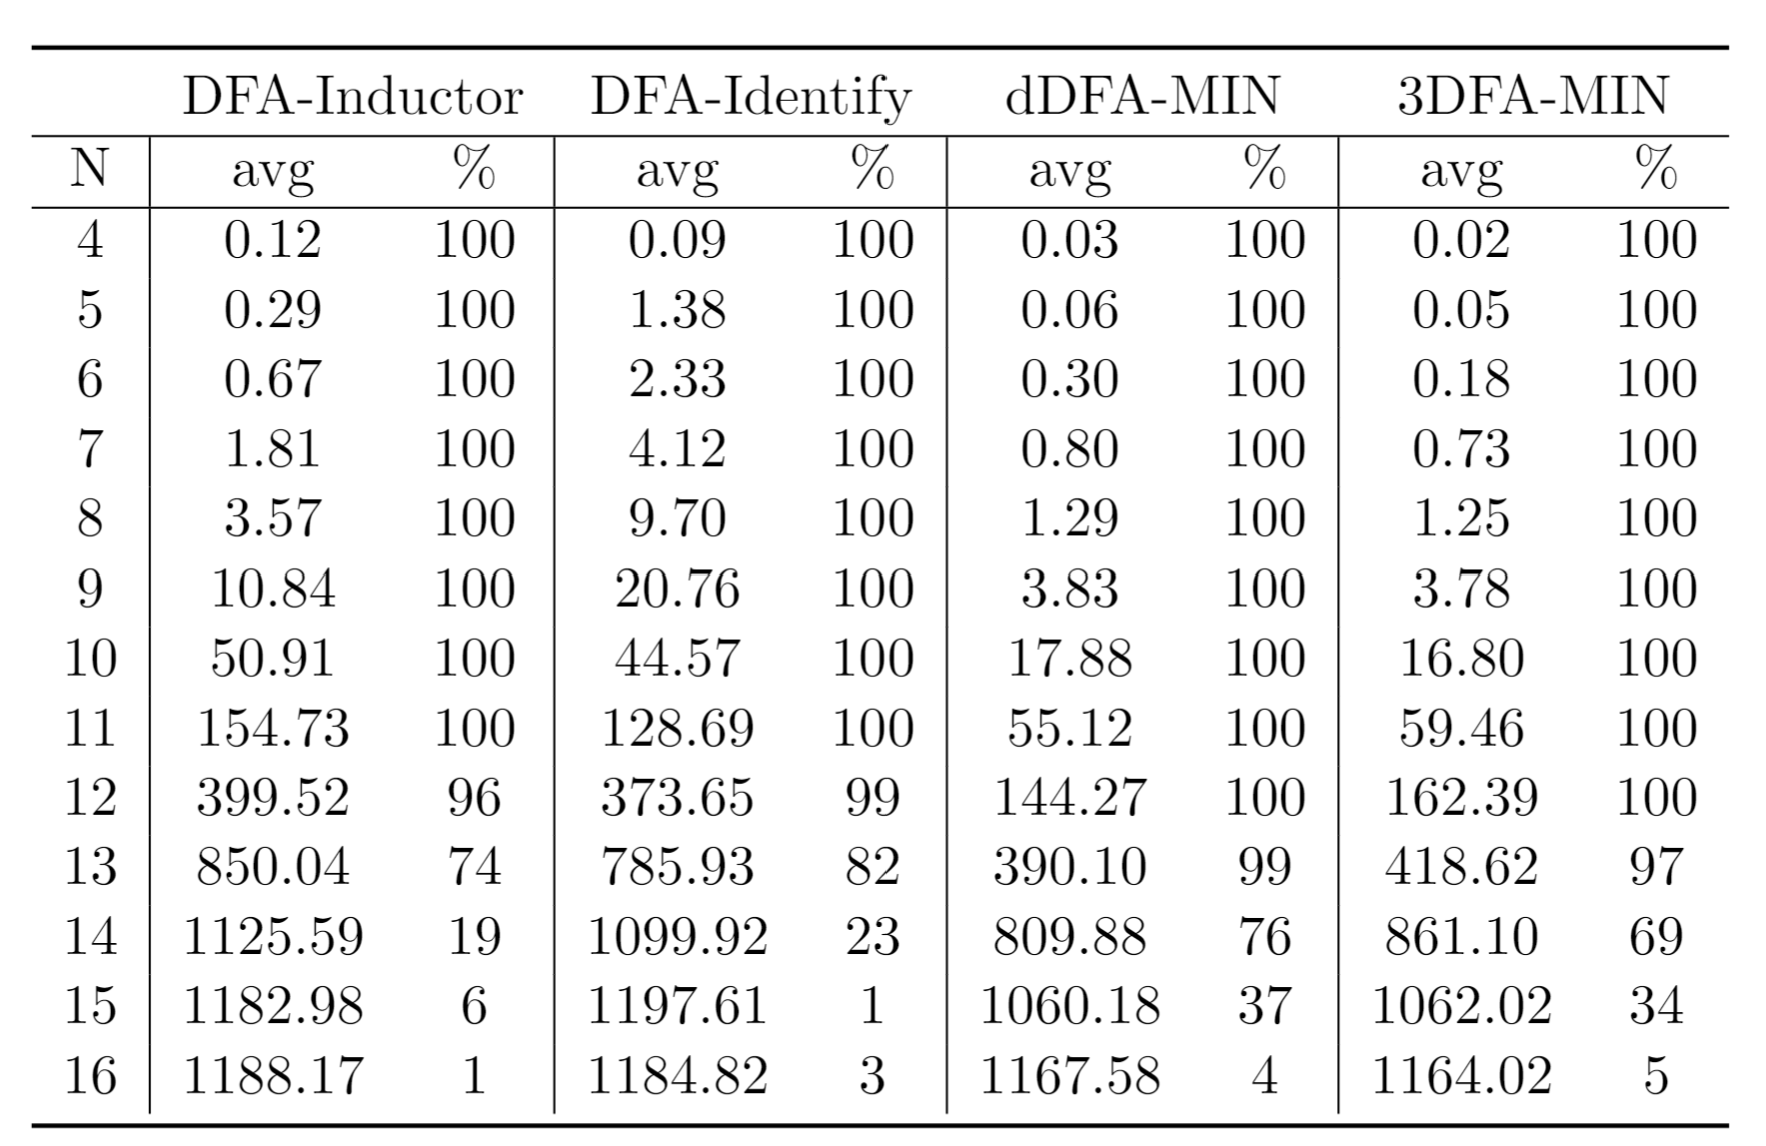 DFA-Inductor DFA-Identify dDFA-MIN 3DFA-MIN
N avg % avg % avg % avg %
4 0.12 100 0.09 100 0.03 100 0.02 100
5 0.29 100 1.38 100 0.06 100 0.05 100
6 0.67 100 2.33 100 0.30 100 0.18 100
7 1.81 100 4.12 100 0.80 100 0.73 100
8 3.57 100 9.70 100 1.29 100 1.25 100
9 10.84 100 20.76 100 3.83 100 3.78 100
10 50.91 100 44.57 100 17.88 100 16.80 100
11 154.73 100 128.69 100 55.12 100 59.46 100
12 399.52 96 373.65 99 144.27 100 162.39 100
13 850.04 74 785.93 82 390.10 99 418.62 97
14 1125.59 19 1099.92 23 809.88 76 861.10 69
15 1182.98 6 1197.61 1 1060.18 37 1062.02 34
16 1188.17 1 1184.82 3 1167.58 4 1164.02 5